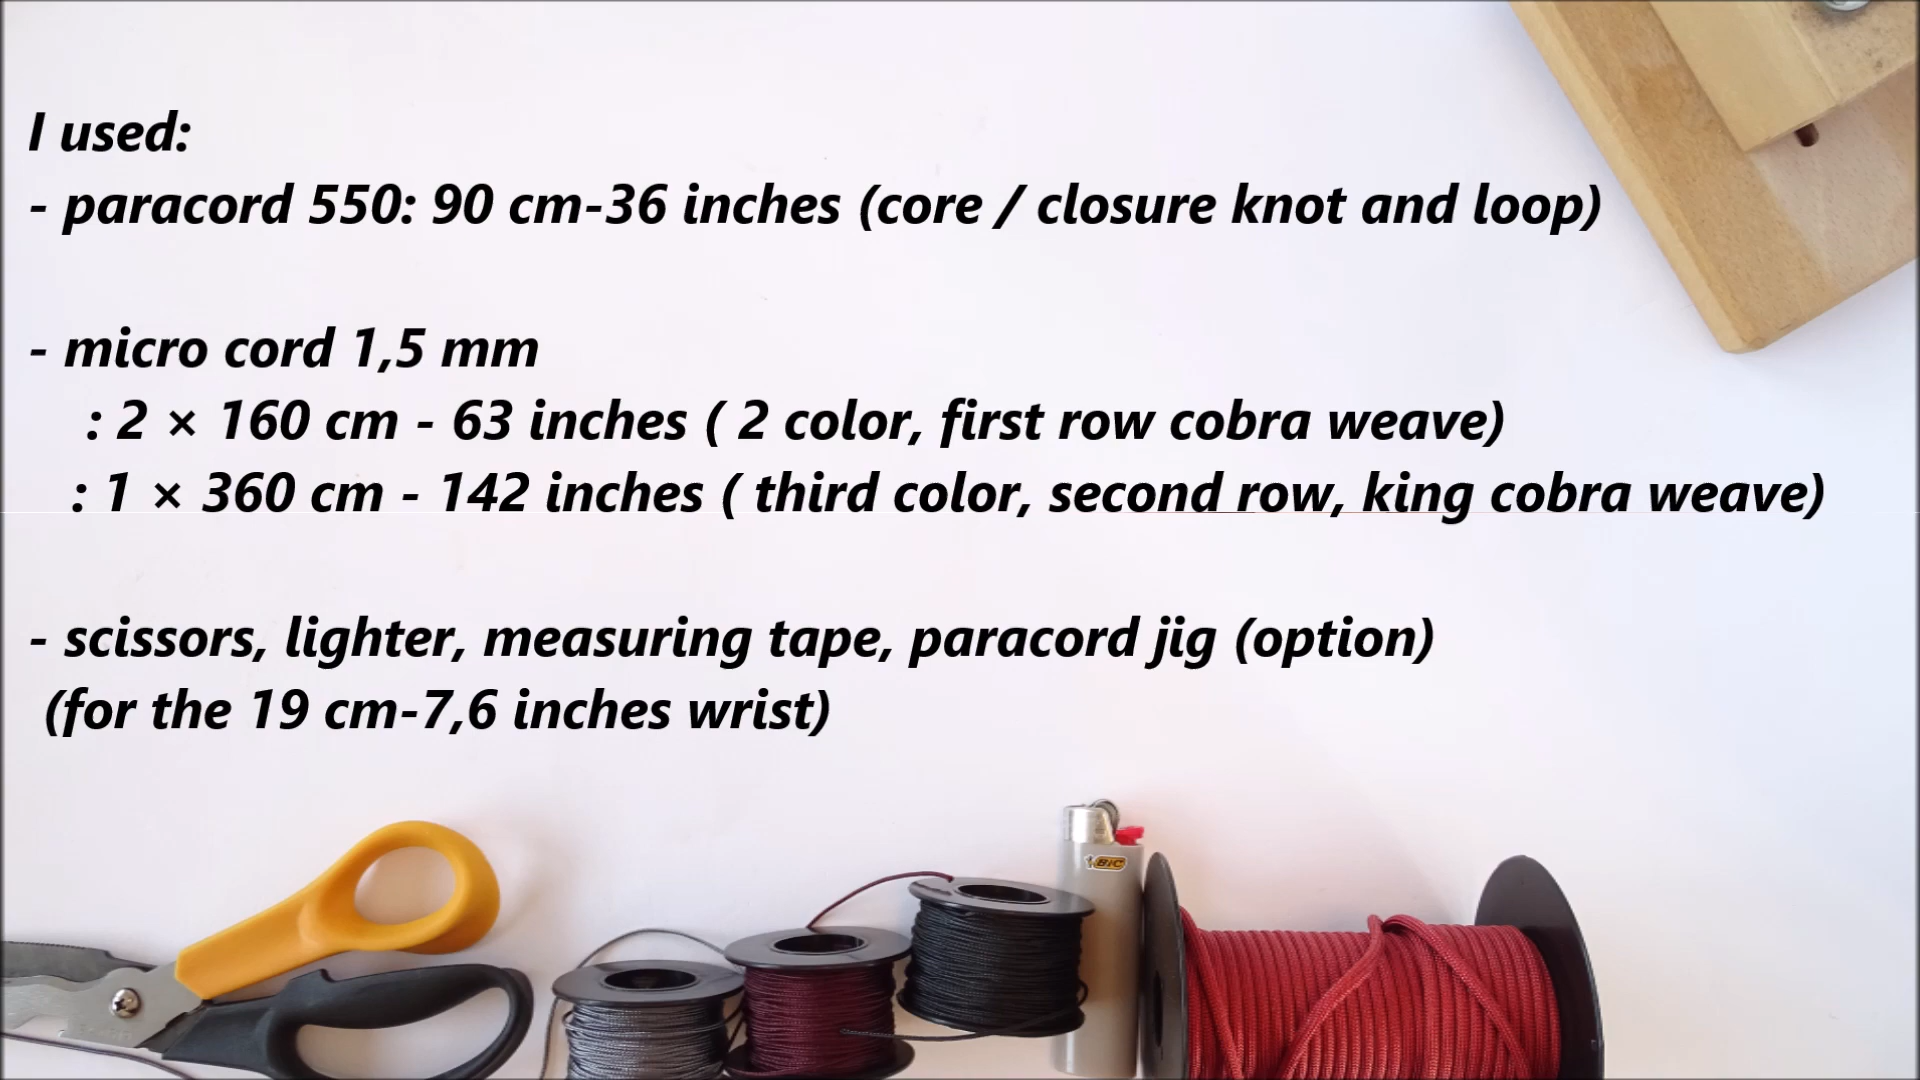 I used:
- paracord 550: 90 cm-36 inches (core / closure knot and loop)
- micro cord 1,5 mm
: 2 × 160 cm - 63 inches ( 2 color, first row cobra weave)
: 1 × 360 cm - 142 inches ( third color, second row, king cobra weave)
- scissors, lighter, measuring tape, paracord jig (option)
(for the 19 cm-7,6 inches wrist)
BIC